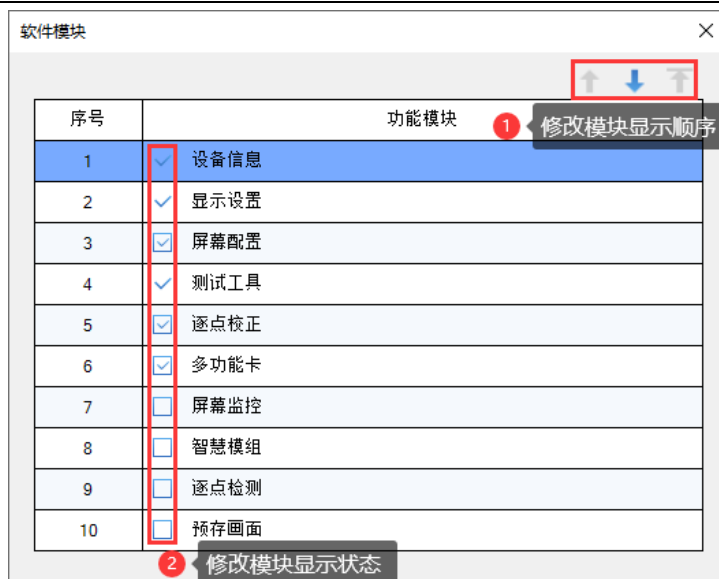 软件模块
序号 功能模块
1 修改模块显示顺序
1 设备信息
2 显示设置
3 屏幕配置
4 测试工具
5 逐点校正
6 多功能卡
7 屏幕监控
8 智慧模组
9 逐点检测
10 预存画面
2 修改模块显示状态